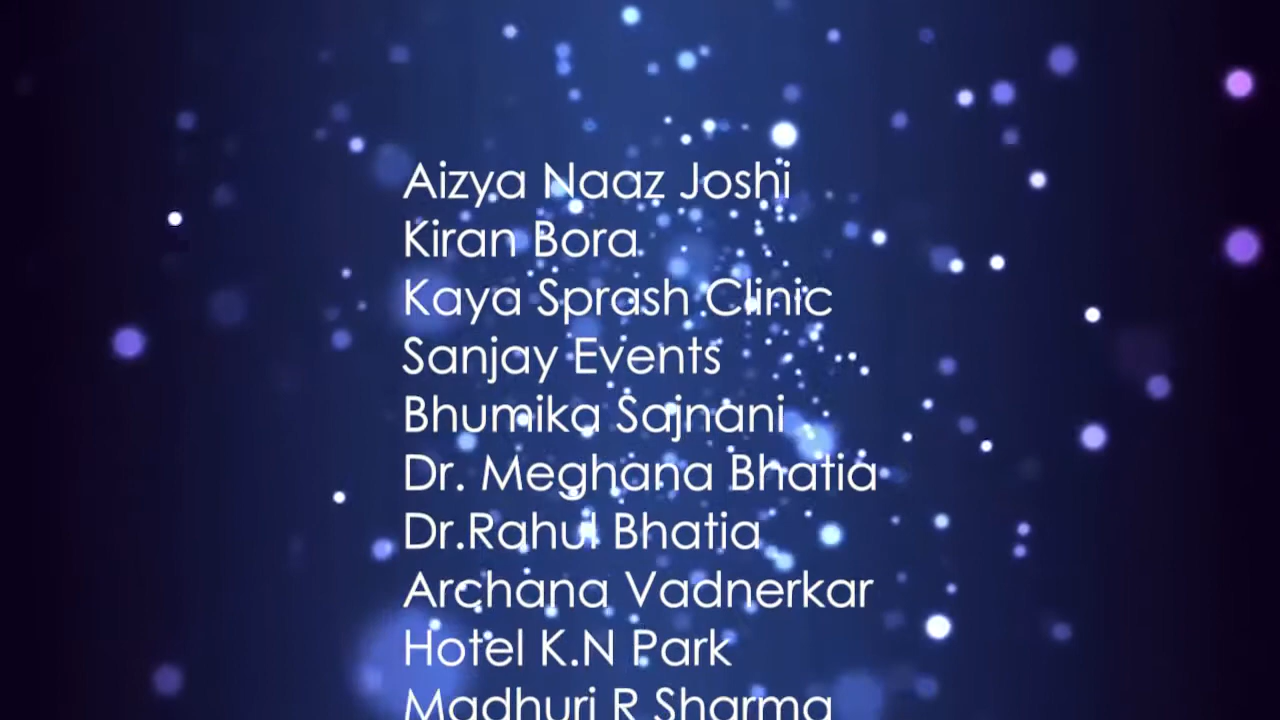 Aizya Naaz Joshi
Kiran Bora
Kaya Sprash Clinic
Sanjay Events
Bhumika Sajnani
Dr. Meghana Bhatia
Dr.Rahul Bhatia
Archana Vadnerkar
Hotel K.N Park
Madhuri R Sharma